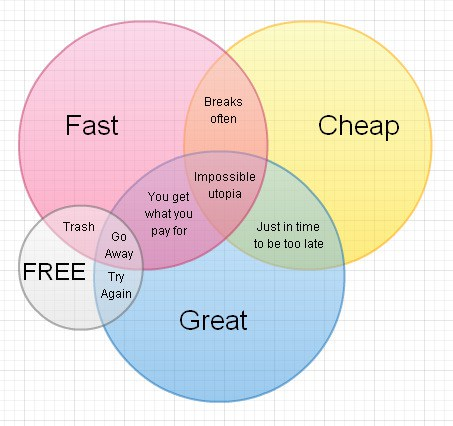 Fast
Cheap
Breaks
often
Impossible
utopia
You get
what you
pay for
Just in time
to be too late
Trash
Go
Away
FREE
Try
Again
Great